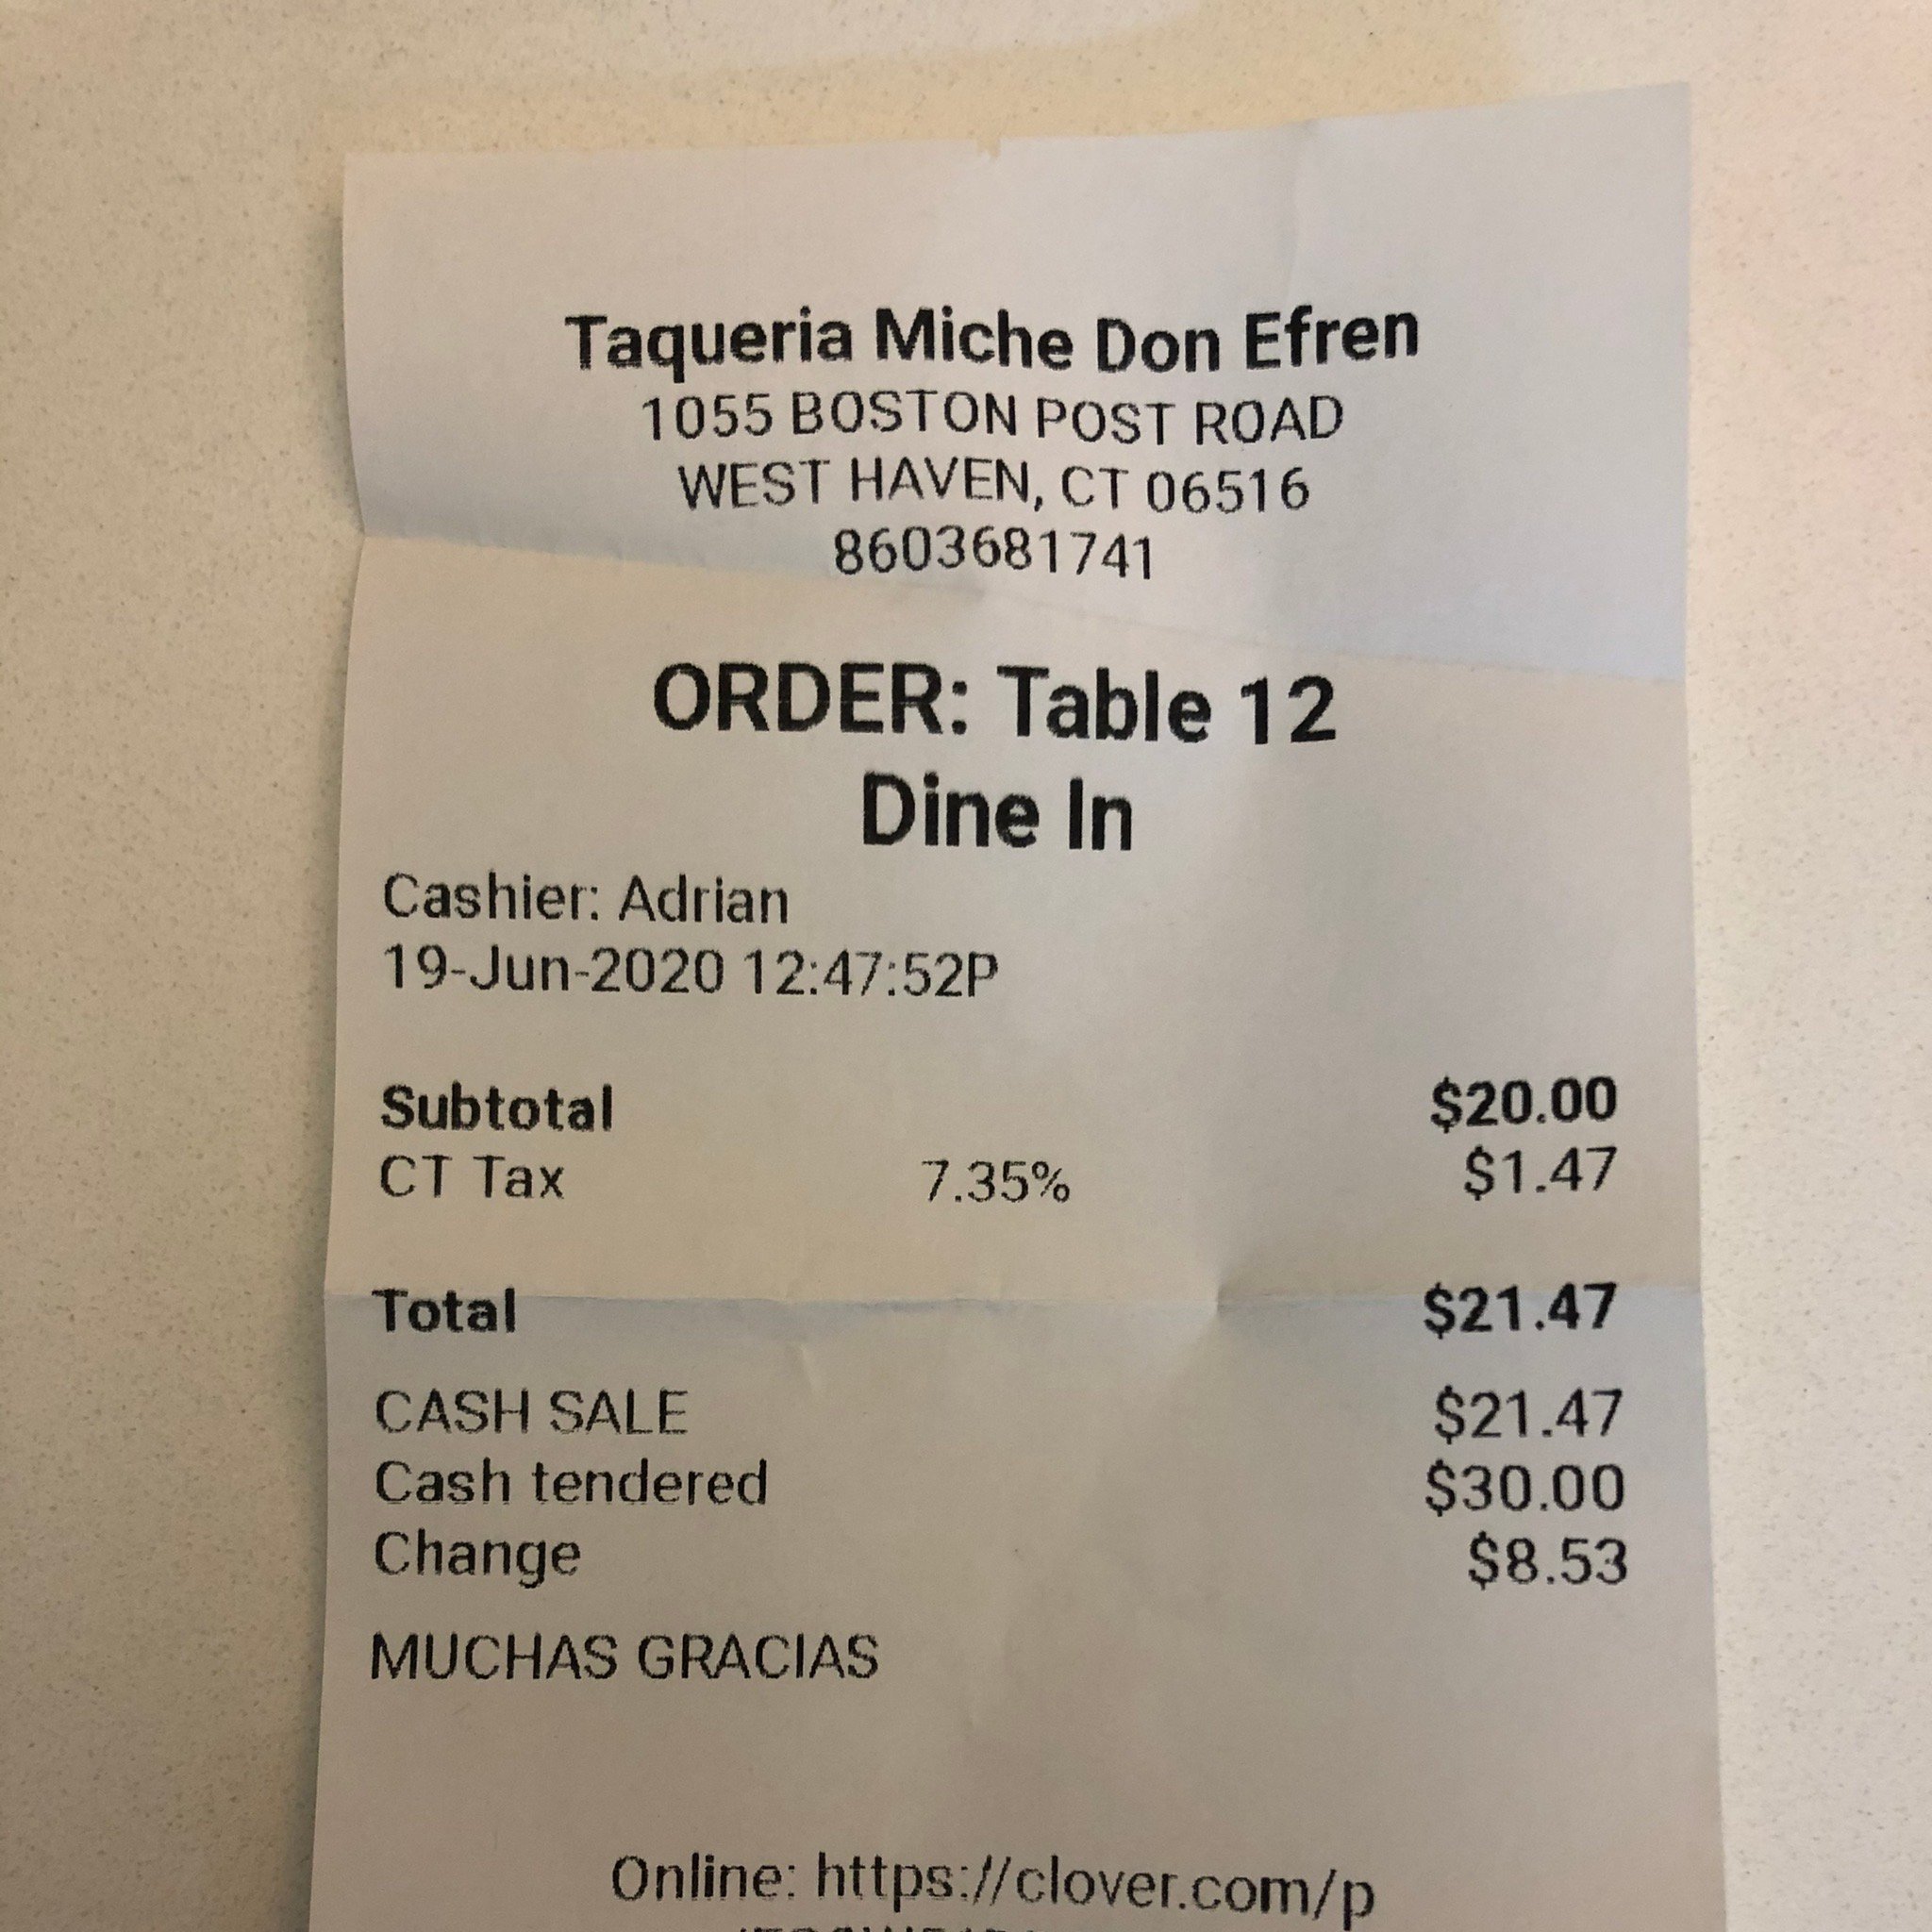 Taqueria Miche Don Efren
1055 BOSTON POST ROAD
WEST HAVEN, CT 06516
8603681741
ORDER: Table 12
Dine In
Cashier: Adrian
19-Jun-2020 12:47:52P
Subtotal $20.00
CT Tax 7.35% $1.47
Total $21.47
CASH SALE $21.47
Cash tendered $30.00
Change $8.53
MUCHAS GRACIAS
Online: https://clover.com/p